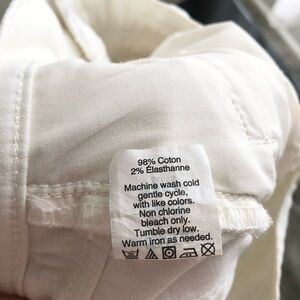 98% Coton
2% Élasthanne
Machine wash cold
gentle cycle,
with like colors.
Non chlorine
bleach only.
Tumble dry low.
Warm iron as needed.